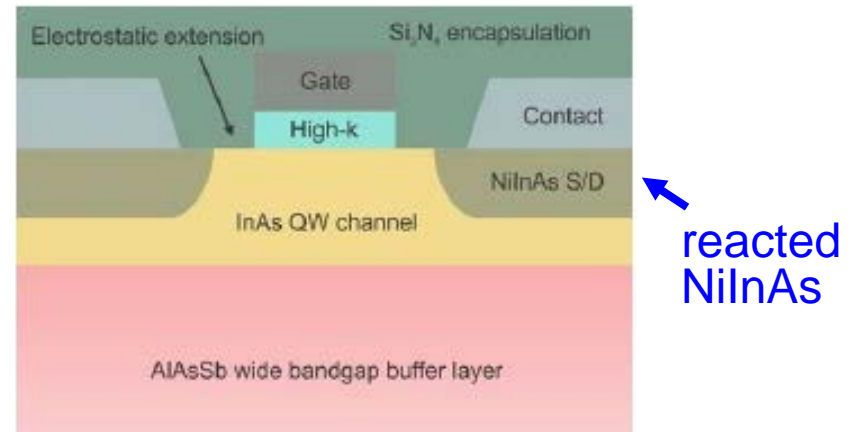 Electrostatic extension
Si₃N₄ encapsulation
Gate
High-k
Contact
NiInAs S/D
InAs QW channel
AlAsSb wide bandgap buffer layer
reacted
NiInAs